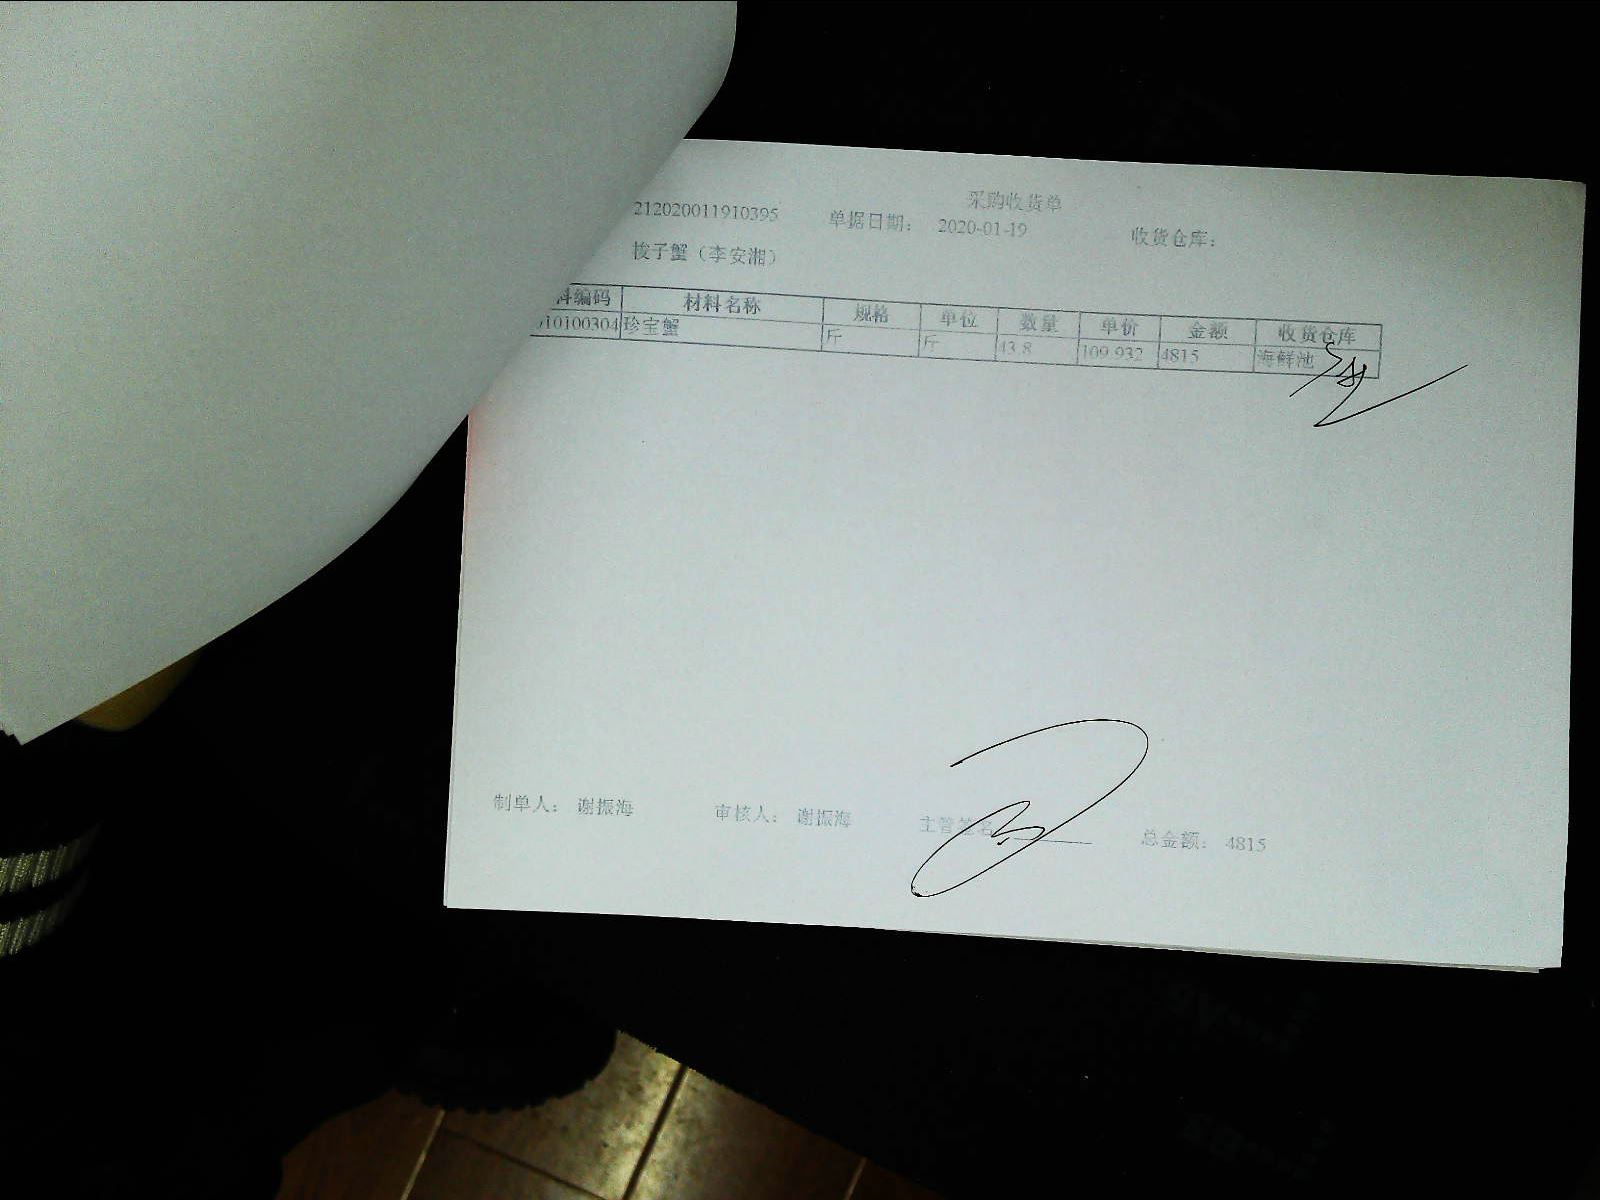 采购收货单
212020011910395 单据日期： 2020-01-19 收货仓库：
梭子蟹（李安湘）
料编码 材料名称 规格 单位 数量 单价 金额 收货仓库
010100304 珍宝蟹 斤 斤 43.8 109.932 4815 海鲜池
制单人： 谢振海 审核人： 谢振海 主管签名 总金额： 4815